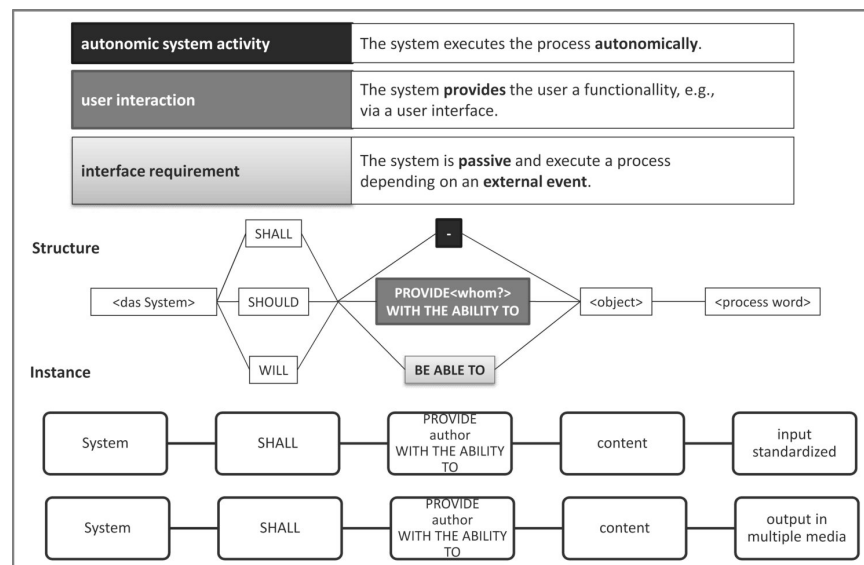 autonomic system activity
The system executes the process autonomically.
user interaction
The system provides the user a functionallity, e.g.,
via a user interface.
interface requirement
The system is passive and execute a process
depending on an external event.
Structure
SHALL
-
<das System>
SHOULD
PROVIDE<whom?>
WITH THE ABILITY TO
<object>
<process word>
WILL
BE ABLE TO
Instance
System
SHALL
PROVIDE
author
WITH THE ABILITY
TO
content
input
standardized
System
SHALL
PROVIDE
author
WITH THE ABILITY
TO
content
output in
multiple media